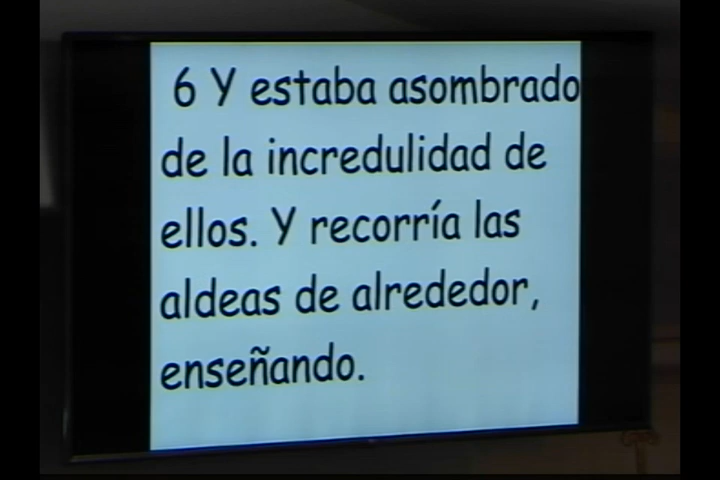 6 Y estaba asombrado
de la incredulidad de
ellos. Y recorría las
aldeas de alrededor,
enseñando.